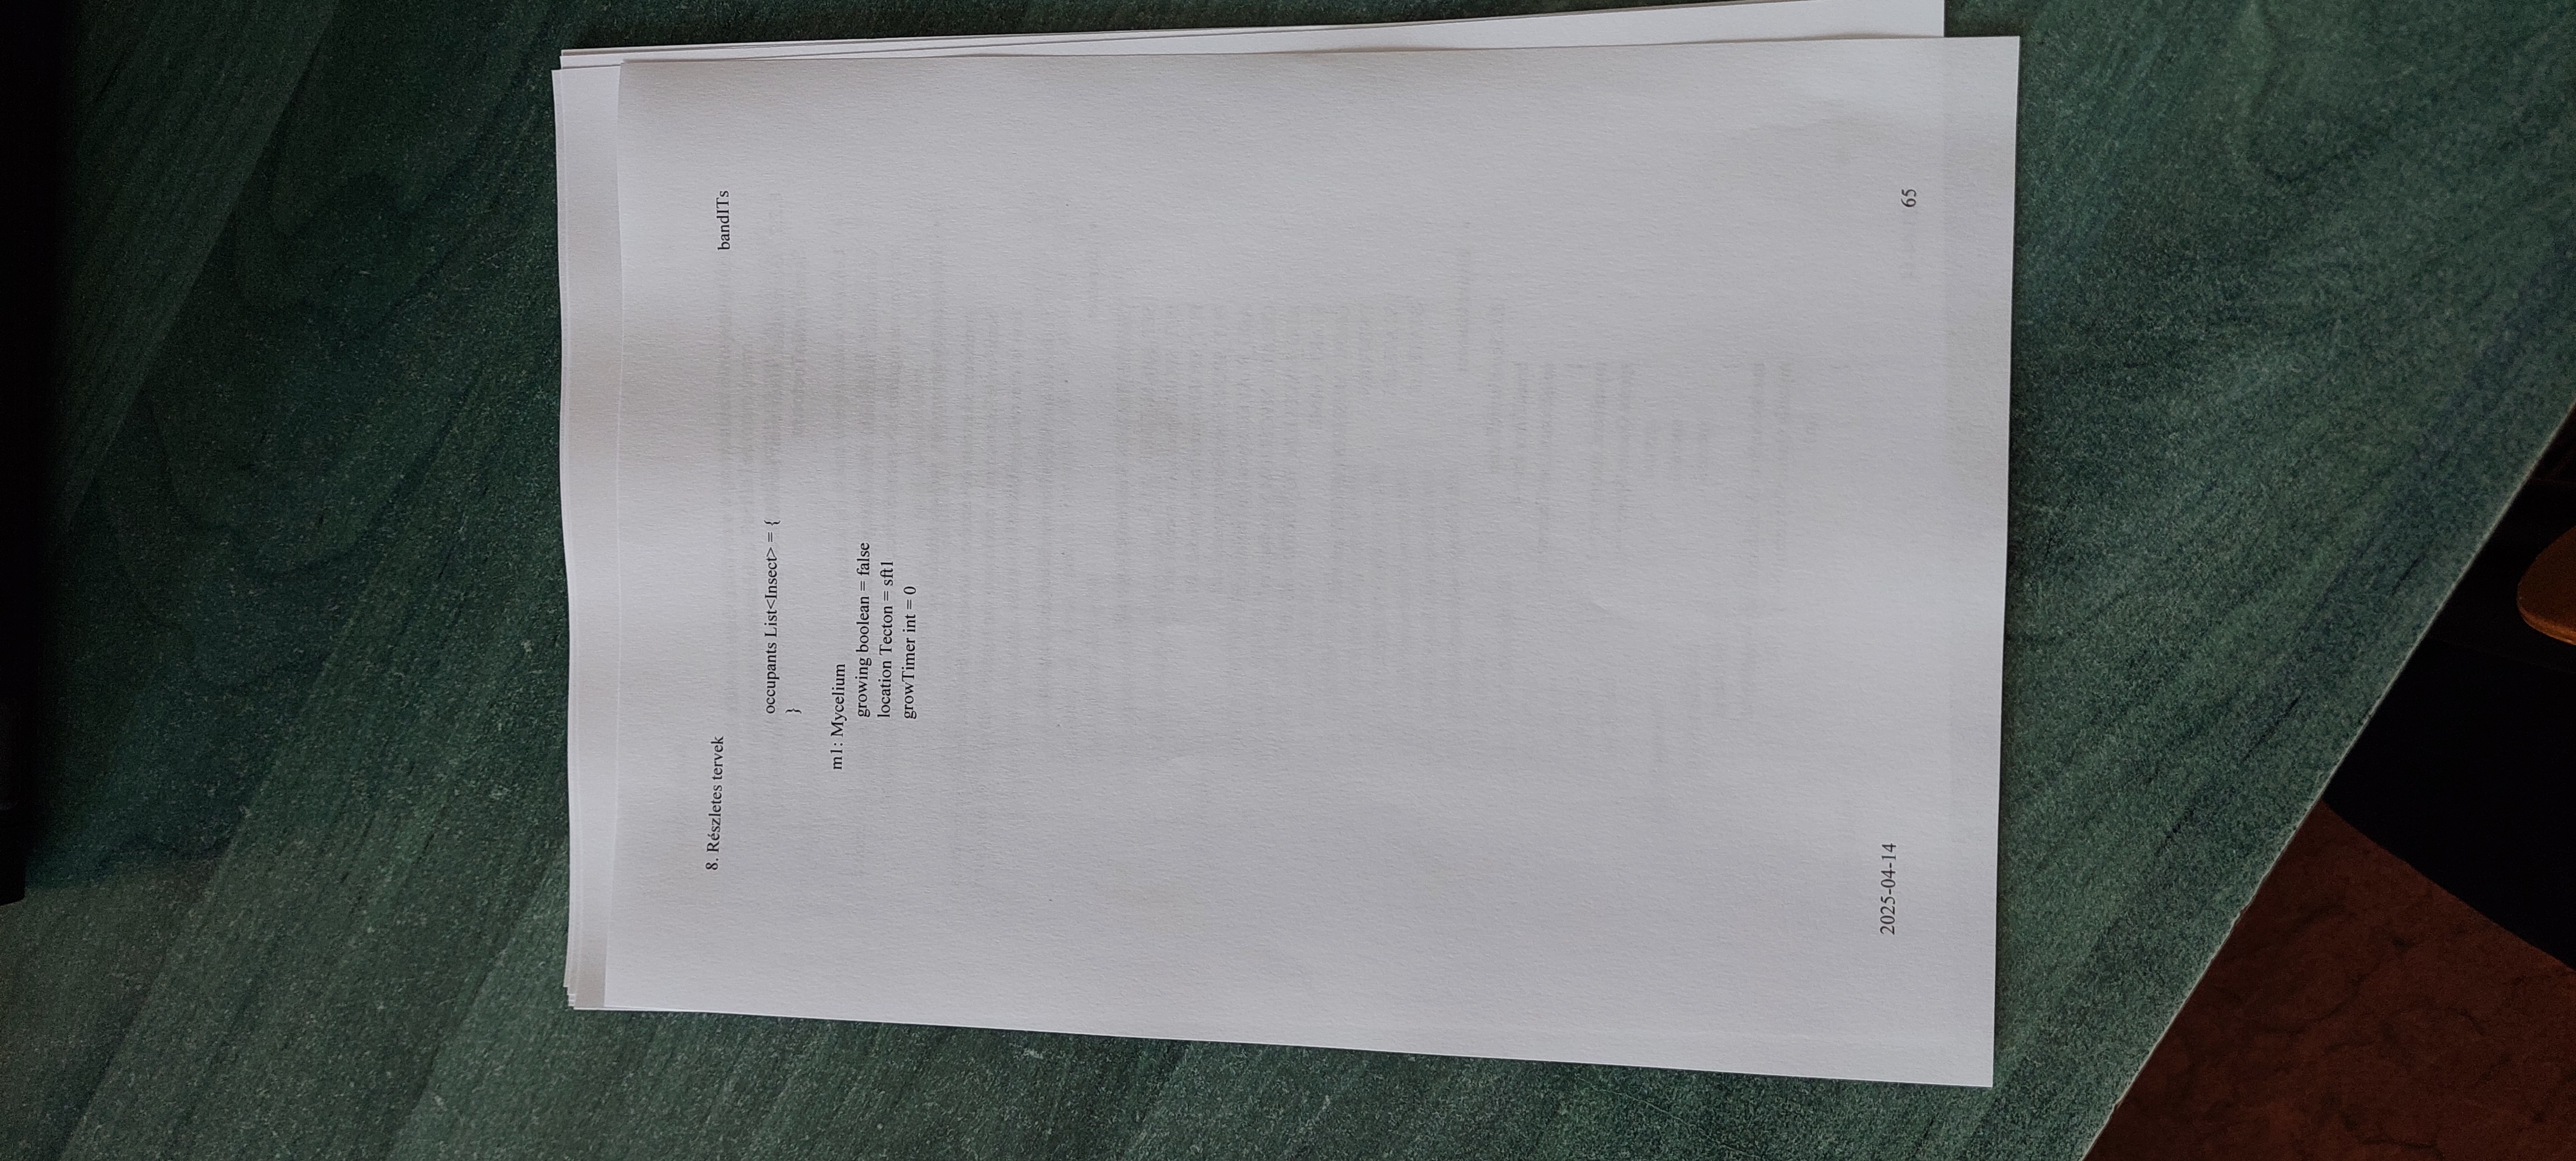 8. Részletes tervek
bandITs
occupants List<Insect> = {
}
m1: Mycelium
growing boolean = false
location Tecton = sft1
growTimer int = 0
2025-04-14
65